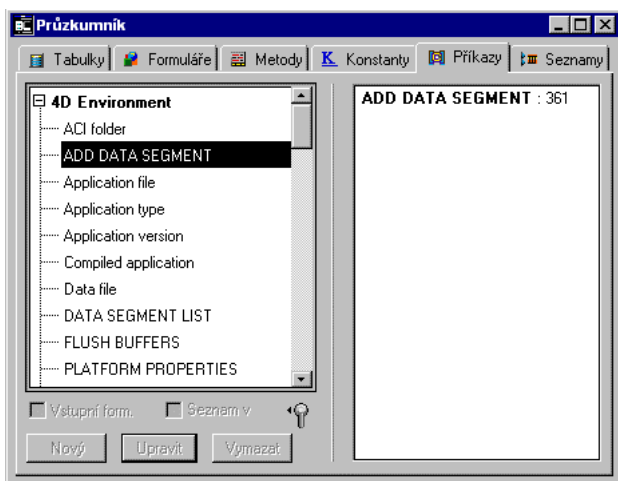 Průzkumník
Tabulky Formuláře Metody K Konstanty Příkazy Seznamy
4D Environment
ACI folder
ADD DATA SEGMENT
Application file
Application type
Application version
Compiled application
Data file
DATA SEGMENT LIST
FLUSH BUFFERS
PLATFORM PROPERTIES
ADD DATA SEGMENT : 361
Vstupní form. Seznam v
Nový Upravit Vymazat